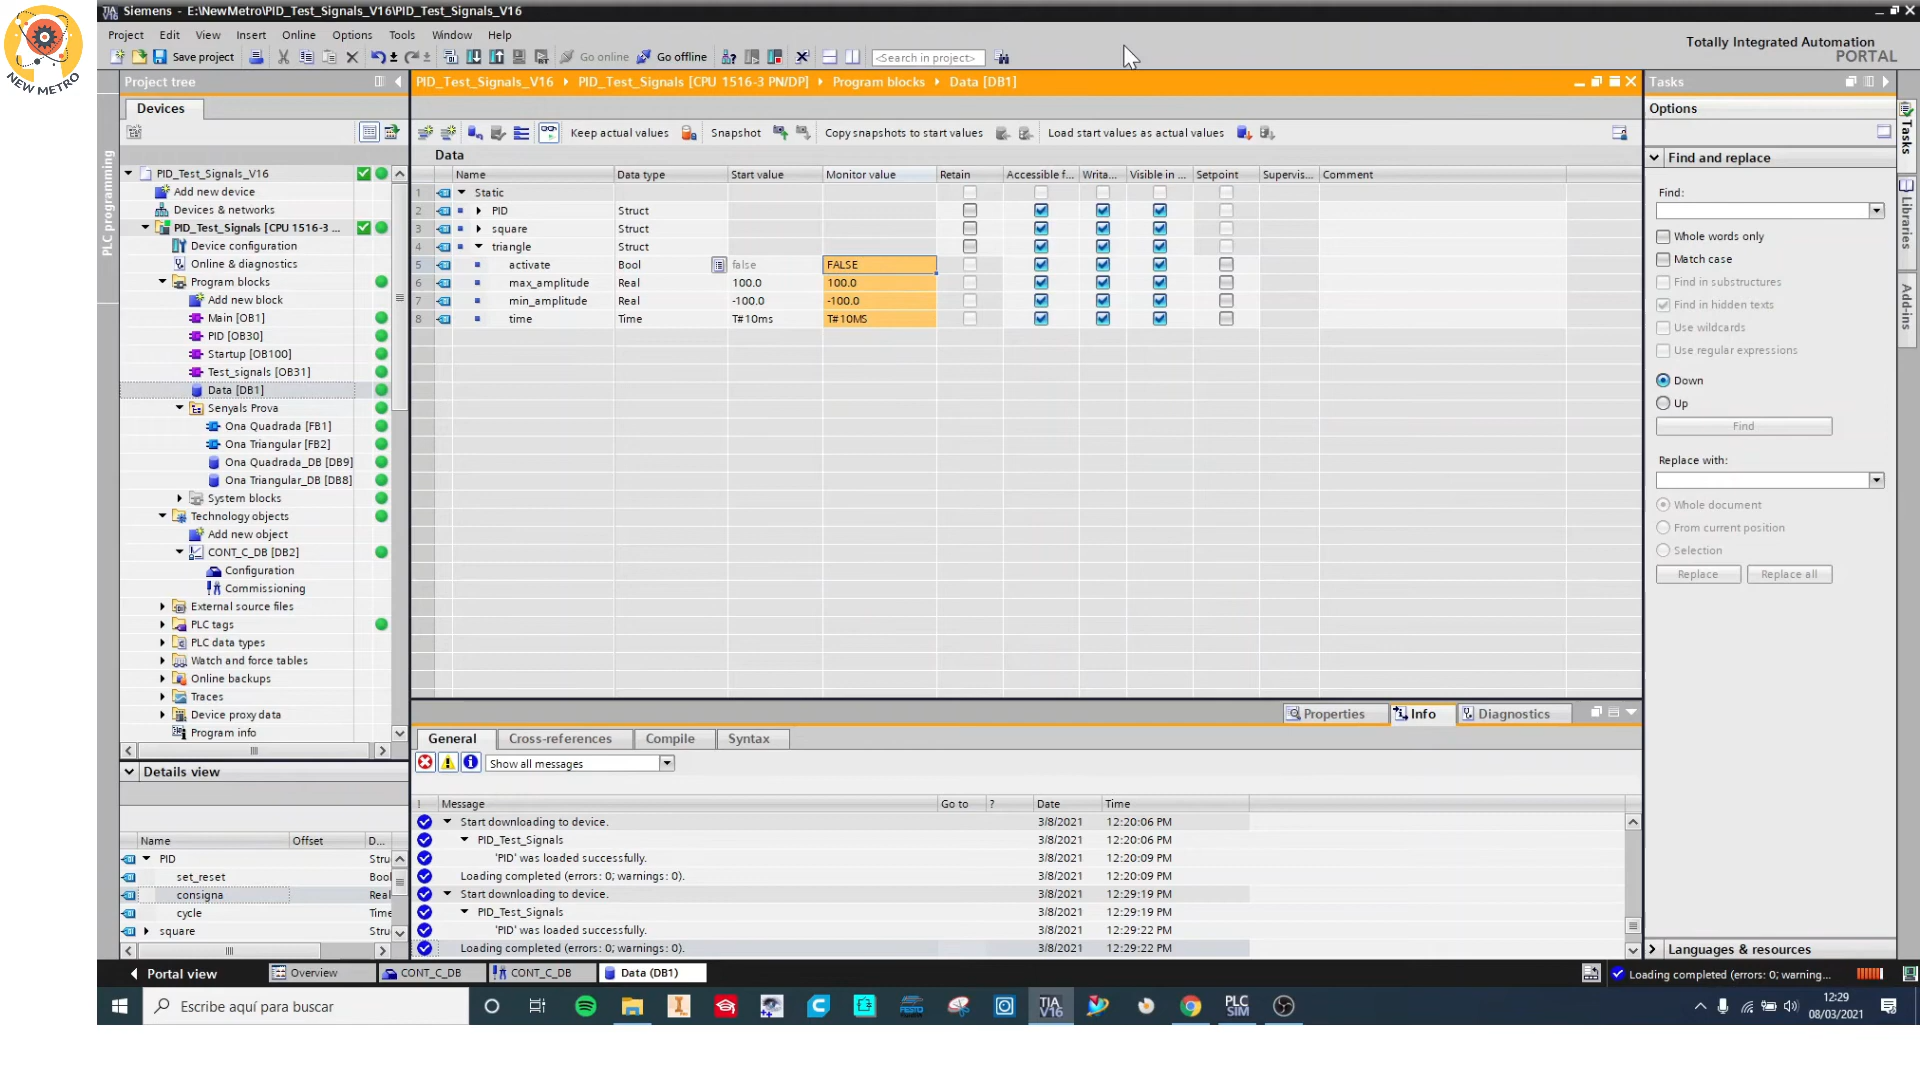 NEW METRO
Siemens - E:\NewMetro\PID_Test_Signals_V16\PID_Test_Signals_V16
Project Edit View Insert Online Options Tools Window Help
Totally Integrated Automation
PORTAL
Save project Go online Go offline <Search in project>
Project tree
PID_Test_Signals_V16 PID_Test_Signals [CPU 1516-3 PN/DP] Program blocks Data [DB1]
Tasks
Devices
Options
Keep actual values Snapshot Copy snapshots to start values Load start values as actual values
PLC programming
Tasks
Libraries
Add-ins
PID_Test_Signals_V16
Add new device
Devices & networks
PID_Test_Signals [CPU 1516-3 ...
Device configuration
Online & diagnostics
Program blocks
Add new block
Main [OB1]
PID [OB30]
Startup [OB100]
Test_signals [OB31]
Data [DB1]
Senyals Prova
Ona Quadrada [FB1]
Ona Triangular [FB2]
Ona Quadrada_DB [DB9]
Ona Triangular_DB [DB8]
System blocks
Technology objects
Add new object
CONT_C_DB [DB2]
Configuration
Commissioning
External source files
PLC tags
PLC data types
Watch and force tables
Online backups
Traces
Device proxy data
Program info
Data
Name Data type Start value Monitor value Retain Accessible f... Writa... Visible in ... Setpoint Supervis... Comment
1 Static
2 PID Struct
3 square Struct
4 triangle Struct
5 activate Bool false FALSE
6 max_amplitude Real 100.0 100.0
7 min_amplitude Real -100.0 -100.0
8 time Time T#10ms T#10MS
Find and replace
Find:
Whole words only
Match case
Find in substructures
Find in hidden texts
Use wildcards
Use regular expressions
Down
Up
Find
Replace with:
Whole document
From current position
Selection
Replace Replace all
Languages & resources
Properties Info Diagnostics
General Cross-references Compile Syntax
Show all messages
! Message Go to ? Date Time
Start downloading to device. 3/8/2021 12:20:06 PM
PID_Test_Signals 3/8/2021 12:20:06 PM
'PID' was loaded successfully. 3/8/2021 12:20:09 PM
Loading completed (errors: 0; warnings: 0). 3/8/2021 12:20:09 PM
Start downloading to device. 3/8/2021 12:29:19 PM
PID_Test_Signals 3/8/2021 12:29:19 PM
'PID' was loaded successfully. 3/8/2021 12:29:22 PM
Loading completed (errors: 0; warnings: 0). 3/8/2021 12:29:22 PM
Details view
Name Offset D...
PID Stru
set_reset Bool
consigna Real
cycle Time
square Stru
Portal view Overview CONT_C_DB CONT_C_DB Data (DB1)
Loading completed (errors: 0; warning...
Escribe aquí para buscar
FESTO
TIA V16
PLC SIM
12:29
08/03/2021